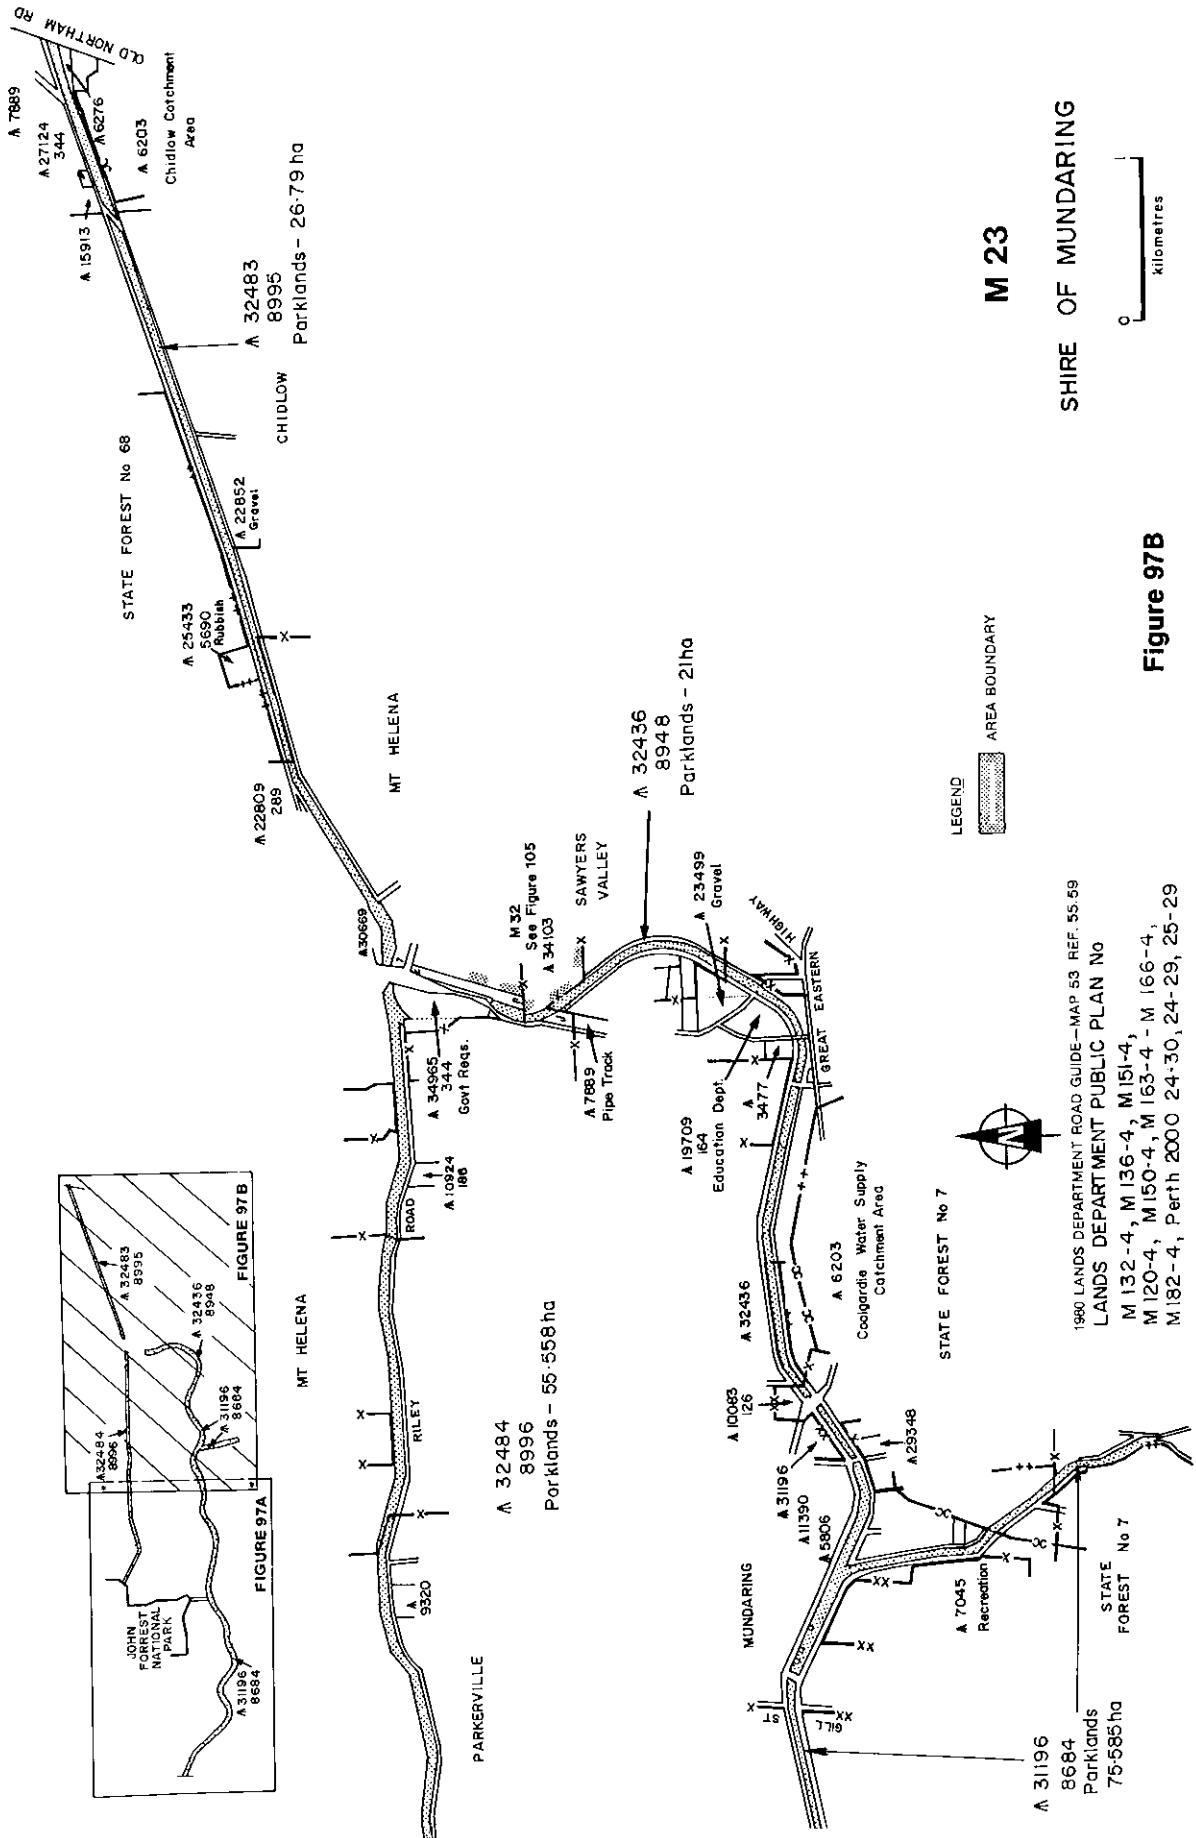 JOHN
FORREST
NATIONAL
PARK
FIGURE 97A
FIGURE 97B
A 31196
8684
A 32484
8996
A 31196
8684
A 32436
8948
A 32483
8995
MT HELENA
PARKERVILLE
A
9320
RILEY
ROAD
A 32484
8996
Parklands - 55·558 ha
A 10924
186
A 34965
344
Govt Reqs.
A 30669
A 22809
289
MT HELENA
A 25433
5690
Rubbish
A 22852
Gravel
STATE FOREST No 68
CHIDLOW
A 32483
8995
Parklands - 26·79 ha
A 15913
A 27124
344
A 7889
A 6276
A 6203
Chidlow Catchment
Area
OLD NORTHAM RD
M 32
See Figure 105
A 34103
SAWYERS
VALLEY
A 7889
Pipe Track
A 32436
8948
Parklands - 21ha
A 23499
Gravel
A 19709
164
Education Dept.
A
3477
HIGHWAY
GREAT EASTERN
A 32436
A 6203
Coolgardie Water Supply
Catchment Area
STATE FOREST No 7
A 10083
126
A 31196
A 11390
A 5806
A 29348
MUNDARING
GILL ST
A 7045
Recreation
STATE
FOREST No 7
A 31196
8684
Parklands
75·585 ha
N
LEGEND
AREA BOUNDARY
1980 LANDS DEPARTMENT ROAD GUIDE—MAP 53 REF. 55.59
LANDS DEPARTMENT PUBLIC PLAN No
M 132-4, M 136-4, M 151-4,
M 120-4, M 150-4, M 163-4 - M 166-4,
M 182-4, Perth 2000 24·30, 24-29, 25-29
M 23
SHIRE OF MUNDARING
0 1
kilometres
Figure 97B